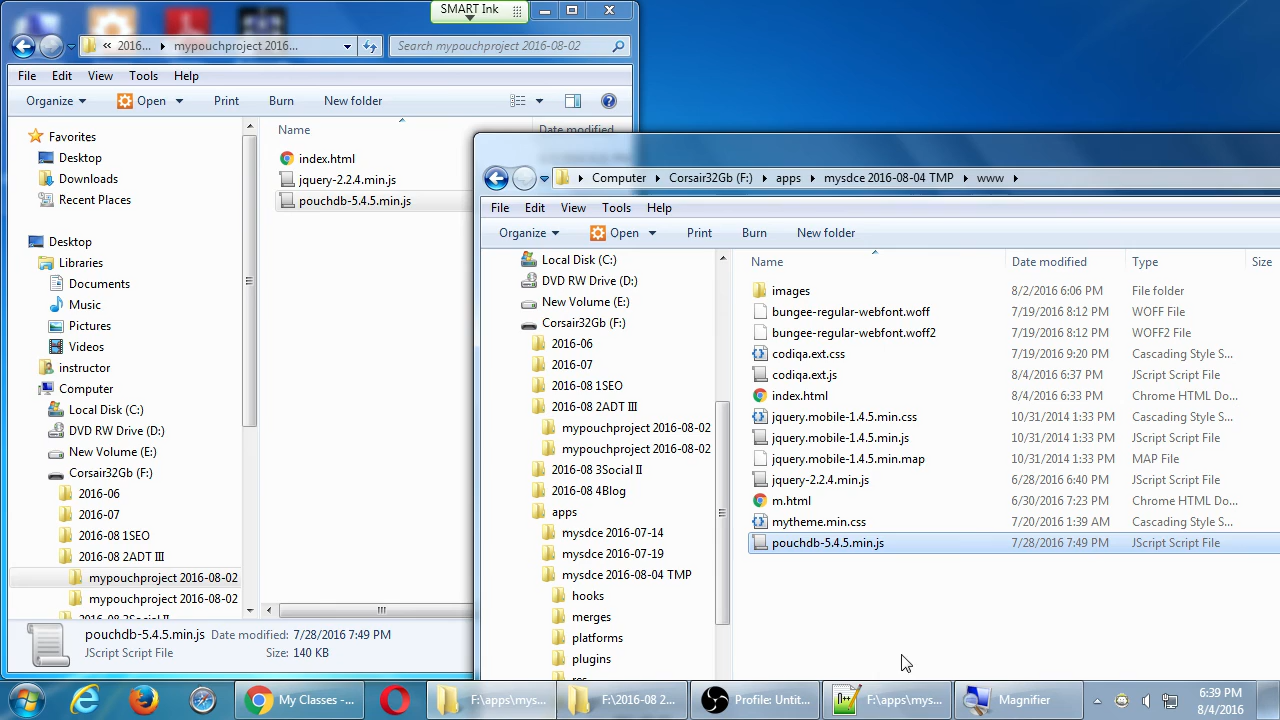 SMART Ink
« 2016... mypouchproject 2016...
Search mypouchproject 2016-08-02
File Edit View Tools Help
Organize Open Print Burn New folder
Favorites
Desktop
Downloads
Recent Places
Desktop
Libraries
Documents
Music
Pictures
Videos
instructor
Computer
Local Disk (C:)
DVD RW Drive (D:)
New Volume (E:)
Corsair32Gb (F:)
2016-06
2016-07
2016-08 1SEO
2016-08 2ADT III
mypouchproject 2016-08-02
mypouchproject 2016-08-02
2016-08 3Social II
Name Date modified
index.html
jquery-2.2.4.min.js
pouchdb-5.4.5.min.js
pouchdb-5.4.5.min.js Date modified: 7/28/2016 7:49 PM
JScript Script File Size: 140 KB
Computer Corsair32Gb (F:) apps mysdce 2016-08-04 TMP www
File Edit View Tools Help
Organize Open Print Burn New folder
Local Disk (C:)
DVD RW Drive (D:)
New Volume (E:)
Corsair32Gb (F:)
2016-06
2016-07
2016-08 1SEO
2016-08 2ADT III
mypouchproject 2016-08-02
mypouchproject 2016-08-02
2016-08 3Social II
2016-08 4Blog
apps
mysdce 2016-07-14
mysdce 2016-07-19
mysdce 2016-08-04 TMP
hooks
merges
platforms
plugins
Name Date modified Type Size
images 8/2/2016 6:06 PM File folder
bungee-regular-webfont.woff 7/19/2016 8:12 PM WOFF File
bungee-regular-webfont.woff2 7/19/2016 8:12 PM WOFF2 File
codiqa.ext.css 7/19/2016 9:20 PM Cascading Style S...
codiqa.ext.js 8/4/2016 6:37 PM JScript Script File
index.html 8/4/2016 6:33 PM Chrome HTML Do...
jquery.mobile-1.4.5.min.css 10/31/2014 1:33 PM Cascading Style S...
jquery.mobile-1.4.5.min.js 10/31/2014 1:33 PM JScript Script File
jquery.mobile-1.4.5.min.map 10/31/2014 1:33 PM MAP File
jquery-2.2.4.min.js 6/28/2016 6:40 PM JScript Script File
m.html 6/30/2016 7:23 PM Chrome HTML Do...
mytheme.min.css 7/20/2016 1:39 AM Cascading Style S...
pouchdb-5.4.5.min.js 7/28/2016 7:49 PM JScript Script File
My Classes -... F:\apps\mys... F:\2016-08 2... Profile: Untit... F:\apps\mys... Magnifier
6:39 PM
8/4/2016